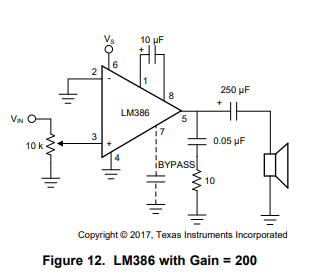 VS
10 µF
+
6
2
-
1
8
250 µF
+
LM386
VIN
5
10 k
3
+
7
0.05 µF
4
BYPASS
10
Copyright © 2017, Texas Instruments Incorporated
Figure 12. LM386 with Gain = 200